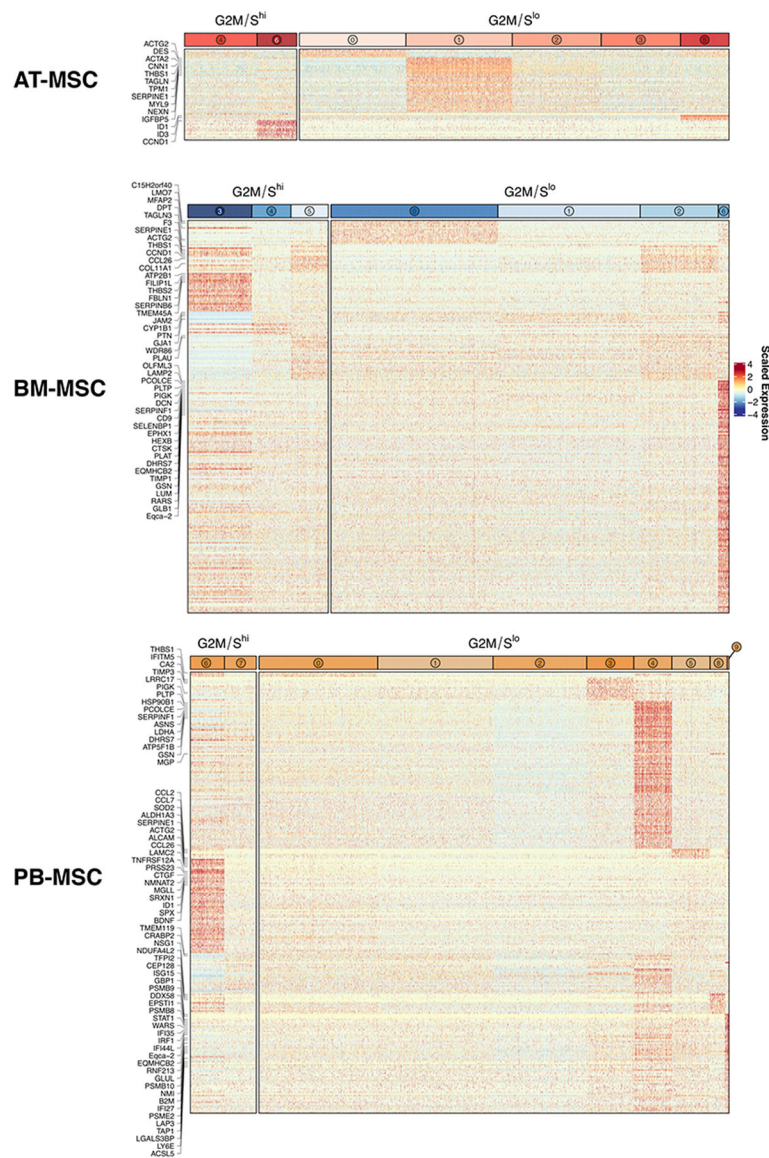 G2M/Shi
G2M/Slo
4
6
0
1
2
3
5
AT-MSC
ACTG2
DES
ACTA2
CNN1
THBS1
TAGLN
TPM1
SERPINE1
MYL9
NEXN
IGFBP5
ID1
ID3
CCND1
G2M/Shi
G2M/Slo
3
4
5
0
1
2
6
BM-MSC
C15H2orf40
LMO7
MFAP2
DPT
TAGLN3
F3
SERPINE1
ACTG2
THBS1
CCND1
CCL26
COL11A1
ATP2B1
FILIP1L
THBS2
FBLN1
SERPINB6
TMEM45A
JAM2
CYP1B1
PTN
GJA1
WDR86
PLAU
OLFML3
LAMP2
PCOLCE
PLTP
PIGK
DCN
SERPINF1
CD9
SELENBP1
EPHX1
HEXB
CTSK
PLAT
DHRS7
EQMHCB2
TIMP1
GSN
LUM
RARS
GLB1
Eqca-2
Scaled Expression
4
2
0
−2
−4
G2M/Shi
G2M/Slo
6
7
0
1
2
3
4
5
8
9
PB-MSC
THBS1
IFITM5
CA2
TIMP3
LRRC17
PIGK
PLTP
HSP90B1
PCOLCE
SERPINF1
ASNS
LDHA
DHRS7
ATP5F1B
GSN
MGP
CCL2
CCL7
SOD2
ALDH1A3
SERPINE1
ACTG2
ALCAM
CCL26
LAMC2
TNFRSF12A
PRSS23
CTGF
NMNAT2
MGLL
SRXN1
ID1
SPX
BDNF
TMEM119
CRABP2
NSG1
NDUFA4L2
TFPI2
CEP128
ISG15
GBP1
PSMB9
DDX58
EPSTI1
PSMB8
STAT1
WARS
IFI35
IRF1
IFI44L
Eqca-2
EQMHCB2
RNF213
GLUL
PSMB10
NMI
B2M
IFI27
PSME2
LAP3
TAP1
LGALS3BP
LY6E
ACSL5